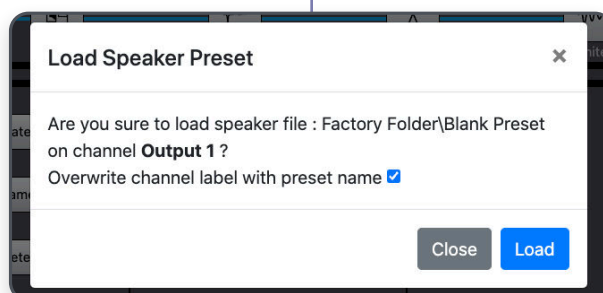 Load Speaker Preset ×
Are you sure to load speaker file : Factory Folder\Blank Preset
on channel Output 1 ?
Overwrite channel label with preset name
Close Load